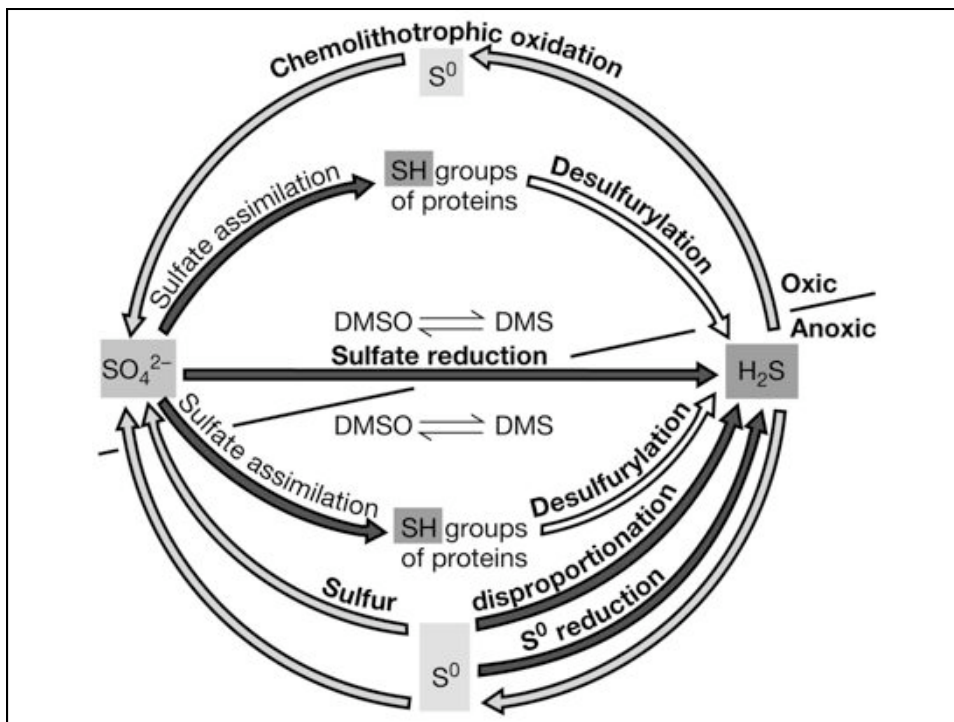 Chemolithotrophic oxidation
S⁰
Sulfate assimilation
SH groups
of proteins
Desulfurylation
Oxic
DMSO ⇌ DMS
Anoxic
Sulfate reduction
SO₄²⁻
H₂S
DMSO ⇌ DMS
Sulfate assimilation
Desulfurylation
SH groups
of proteins
Sulfur
disproportionation
S⁰ reduction
S⁰